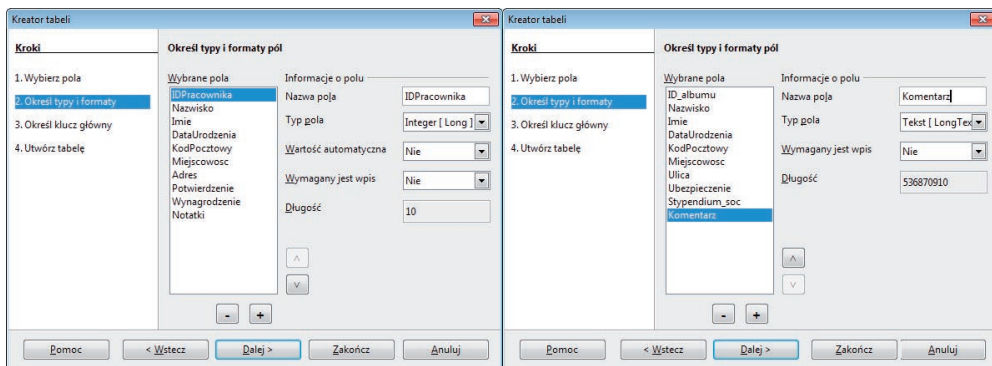 Kreator tabeli
Kroki
1. Wybierz pola
2. Określ typy i formaty
3. Określ klucz główny
4. Utwórz tabelę
Określ typy i formaty pól
Wybrane pola
IDPracownika
Nazwisko
Imie
DataUrodzenia
KodPocztowy
Miejscowosc
Adres
Potwierdzenie
Wynagrodzenie
Notatki
- +
Informacje o polu
Nazwa pola IDPracownika
Typ pola Integer [ Long ]
Wartość automatyczna Nie
Wymagany jest wpis Nie
Długość 10
Pomoc < Wstecz Dalej > Zakończ Anuluj
Kreator tabeli
Kroki
1. Wybierz pola
2. Określ typy i formaty
3. Określ klucz główny
4. Utwórz tabelę
Określ typy i formaty pól
Wybrane pola
ID_albumu
Nazwisko
Imie
DataUrodzenia
KodPocztowy
Miejscowosc
Ulica
Ubezpieczenie
Stypendium_soc
Komentarz
- +
Informacje o polu
Nazwa pola Komentarz
Typ pola Tekst [ LongTex
Wymagany jest wpis Nie
Długość 536870910
Pomoc < Wstecz Dalej > Zakończ Anuluj